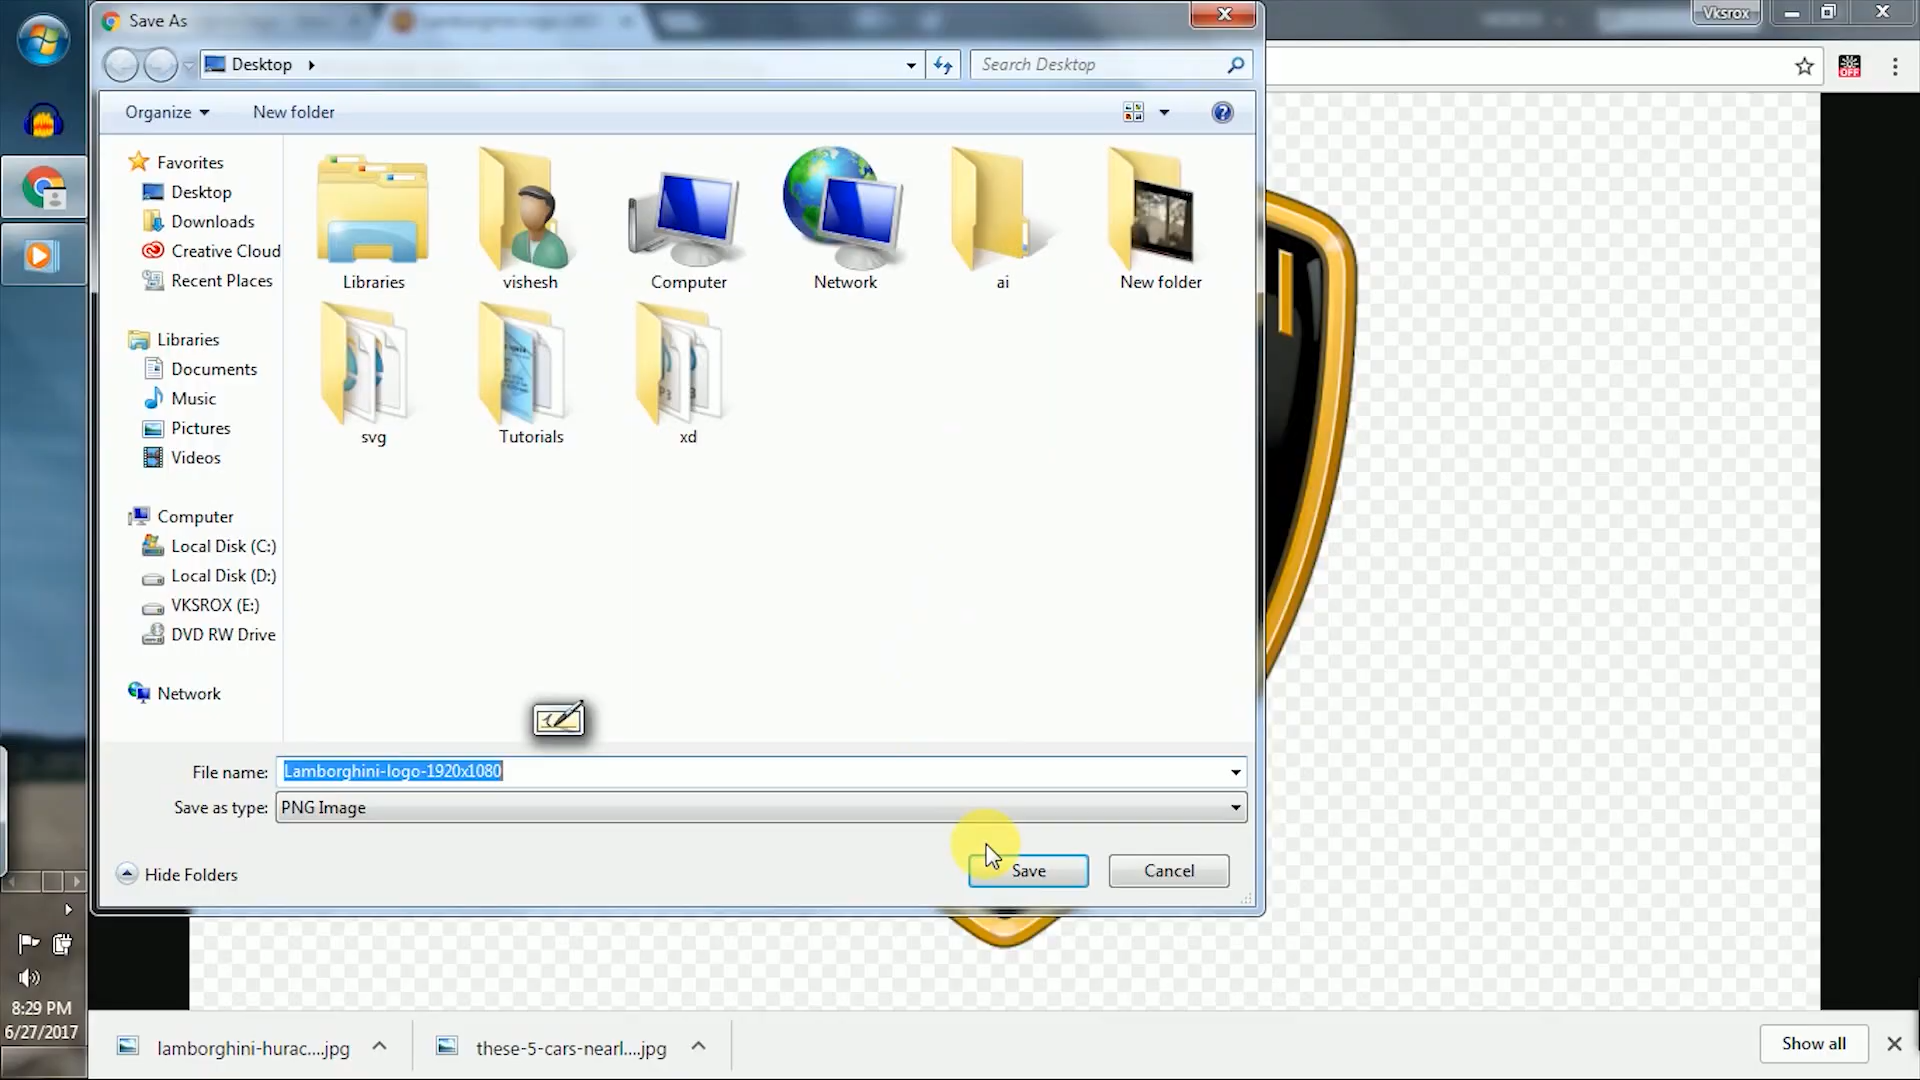 Save As
Vksrox
Desktop
Search Desktop
OFF
Organize
New folder
Favorites
Desktop
Downloads
Creative Cloud
Recent Places
Libraries
Documents
Music
Pictures
Videos
Computer
Local Disk (C:)
Local Disk (D:)
VKSROX (E:)
DVD RW Drive
Network
Libraries
vishesh
Computer
Network
ai
New folder
svg
Tutorials
xd
File name: Lamborghini-logo-1920x1080
Save as type: PNG Image
Hide Folders
Save
Cancel
8:29 PM
6/27/2017
lamborghini-hurac....jpg
these-5-cars-nearl....jpg
Show all